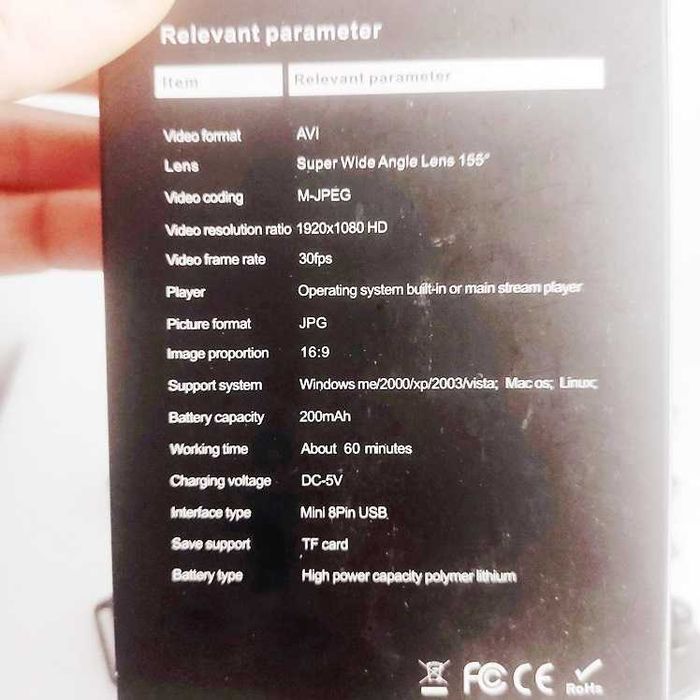 Relevant parameter
Item Relevant parameter
Video format AVI
Lens Super Wide Angle Lens 155°
Video coding M-JPEG
Video resolution ratio 1920x1080 HD
Video frame rate 30fps
Player Operating system built-in or main stream player
Picture format JPG
Image proportion 16:9
Support system Windows me/2000/xp/2003/vista; Mac os; Linux;
Battery capacity 200mAh
Working time About 60 minutes
Charging voltage DC-5V
Interface type Mini 8Pin USB
Save support TF card
Battery type High power capacity polymer lithium
FC CE RoHs